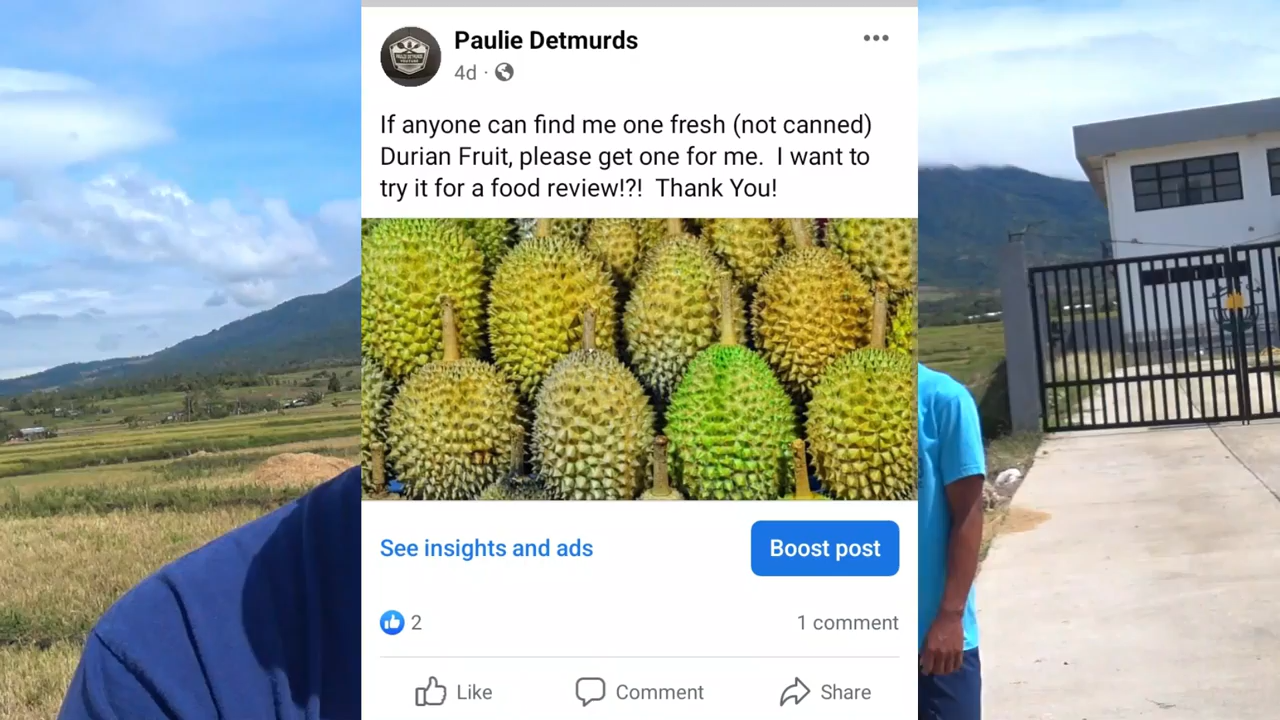 Paulie Detmurds
4d ·
If anyone can find me one fresh (not canned)
Durian Fruit, please get one for me.  I want to
try it for a food review!?!  Thank You!
See insights and ads
Boost post
2
1 comment
Like
Comment
Share